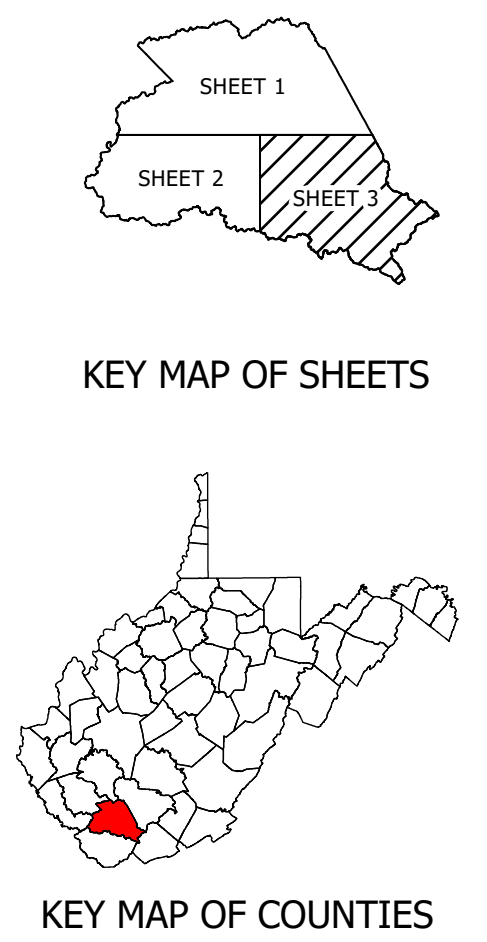 SHEET 1
SHEET 2
SHEET 3
KEY MAP OF SHEETS
KEY MAP OF COUNTIES